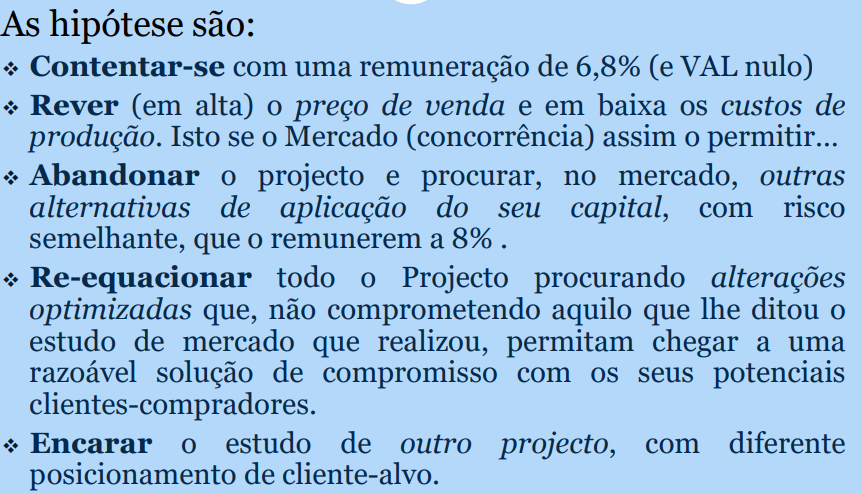 As hipótese são:
❖ Contentar-se com uma remuneração de 6,8% (e VAL nulo)
❖ Rever (em alta) o preço de venda e em baixa os custos de
produção. Isto se o Mercado (concorrência) assim o permitir...
❖ Abandonar o projecto e procurar, no mercado, outras
alternativas de aplicação do seu capital, com risco
semelhante, que o remunerem a 8% .
❖ Re-equacionar todo o Projecto procurando alterações
optimizadas que, não comprometendo aquilo que lhe ditou o
estudo de mercado que realizou, permitam chegar a uma
razoável solução de compromisso com os seus potenciais
clientes-compradores.
❖ Encarar o estudo de outro projecto, com diferente
posicionamento de cliente-alvo.